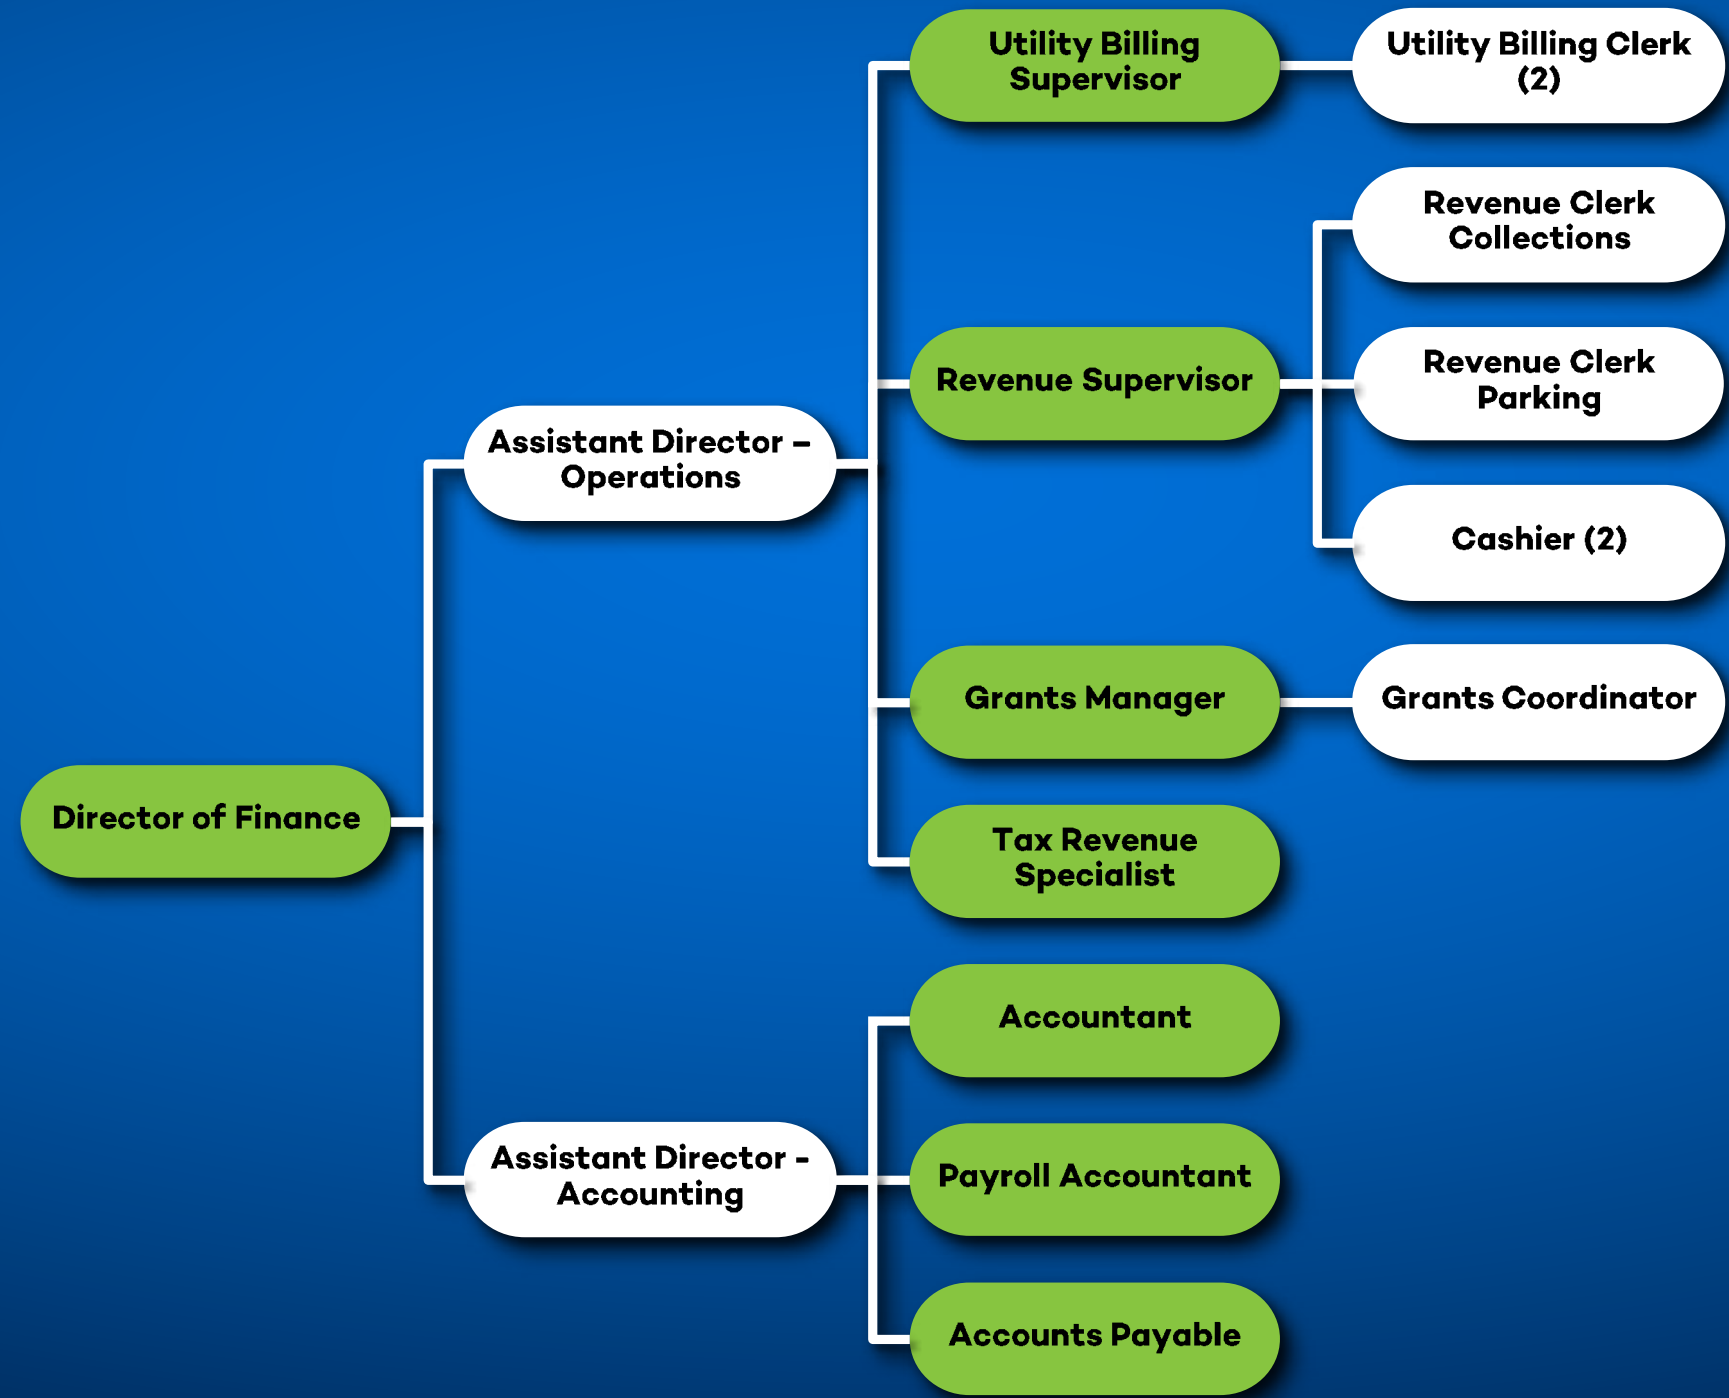 Utility Billing
Supervisor
Utility Billing Clerk
(2)
Revenue Clerk
Collections
Revenue Supervisor
Revenue Clerk
Parking
Assistant Director –
Operations
Cashier (2)
Grants Manager
Grants Coordinator
Director of Finance
Tax Revenue
Specialist
Accountant
Assistant Director -
Accounting
Payroll Accountant
Accounts Payable